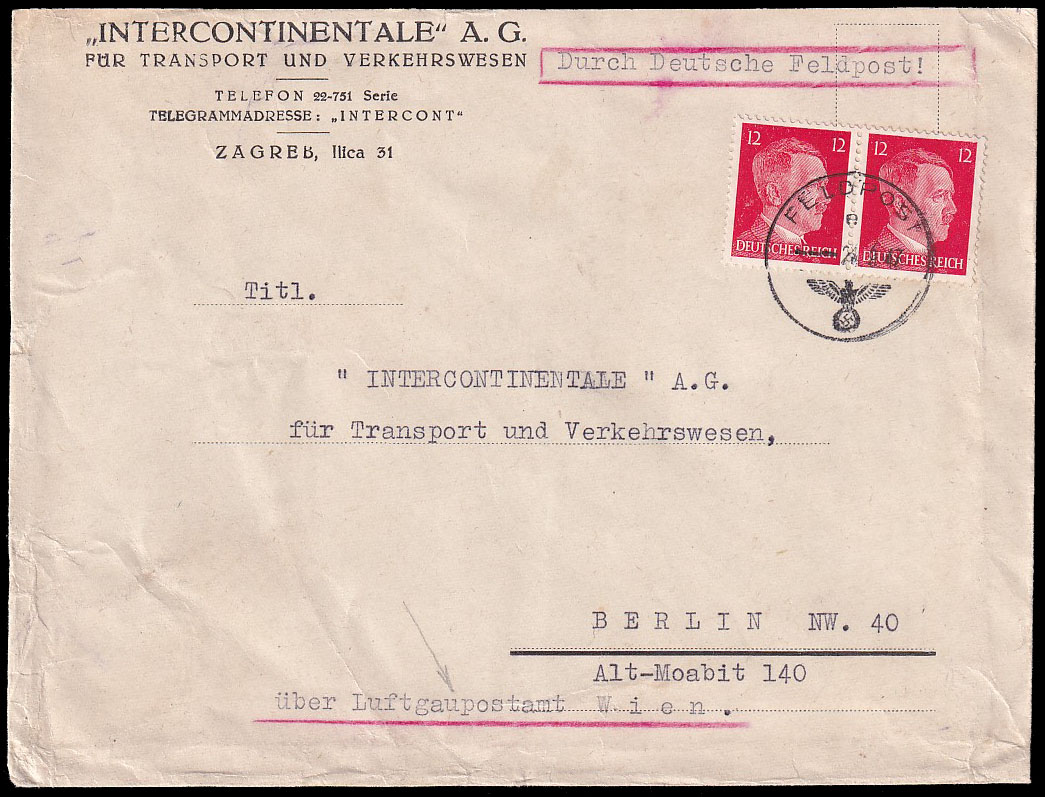 „INTERCONTINENTALE“ A. G.
FÜR TRANSPORT UND VERKEHRSWESEN
TELEFON 22-751 Serie
TELEGRAMMADRESSE: „INTERCONT“
ZAGREB, Ilica 31
Durch Deutsche Feldpost!
12 12 12 12
DEUTSCHES REICH DEUTSCHES REICH
FELDPOST
e
Titl.
" INTERCONTINENTALE " A.G.
für Transport und Verkehrswesen,
BERLIN NW. 40
Alt-Moabit 140
über Luftgaupostamt Wien.